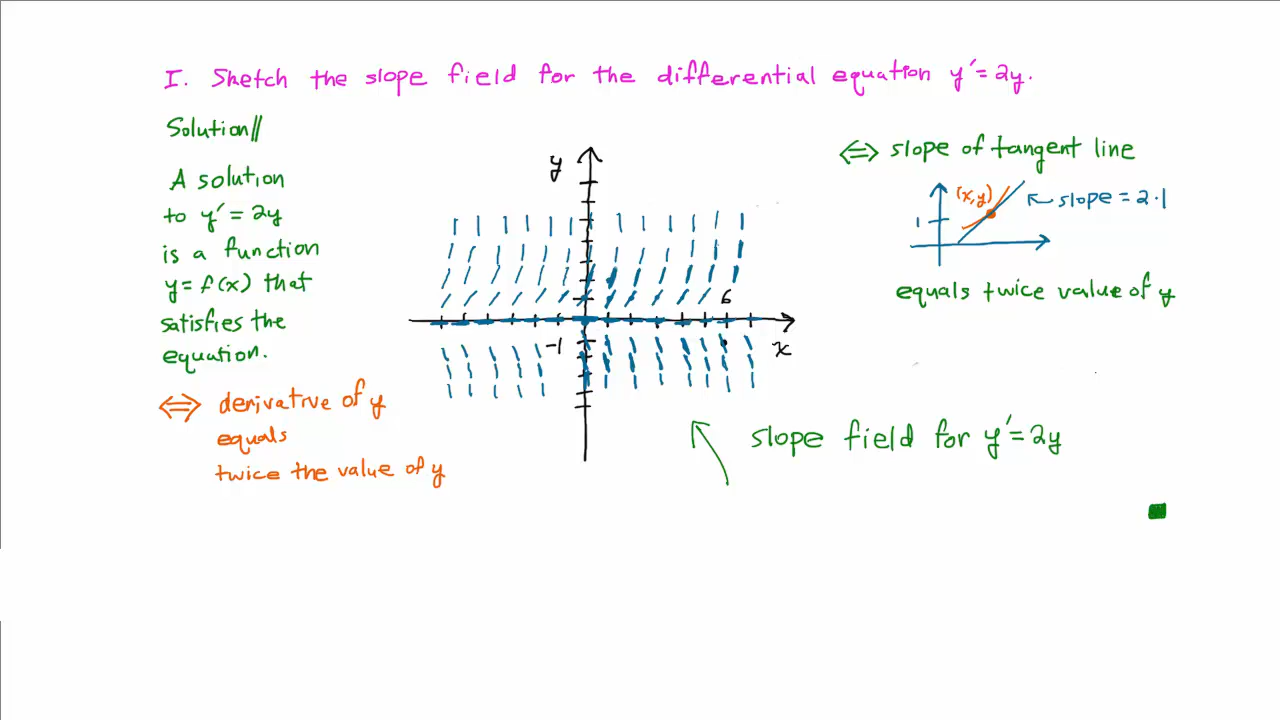 I. Sketch the slope field for the differential equation y' = 2y.
Solution//
A solution
to y' = 2y
is a function
y = f(x) that
satisfies the
equation.
⇔ derivative of y
equals
twice the value of y
y
6
-1
x
⇔ slope of tangent line
(x,y)
slope = 2·1
1
equals twice value of y
slope field for y' = 2y